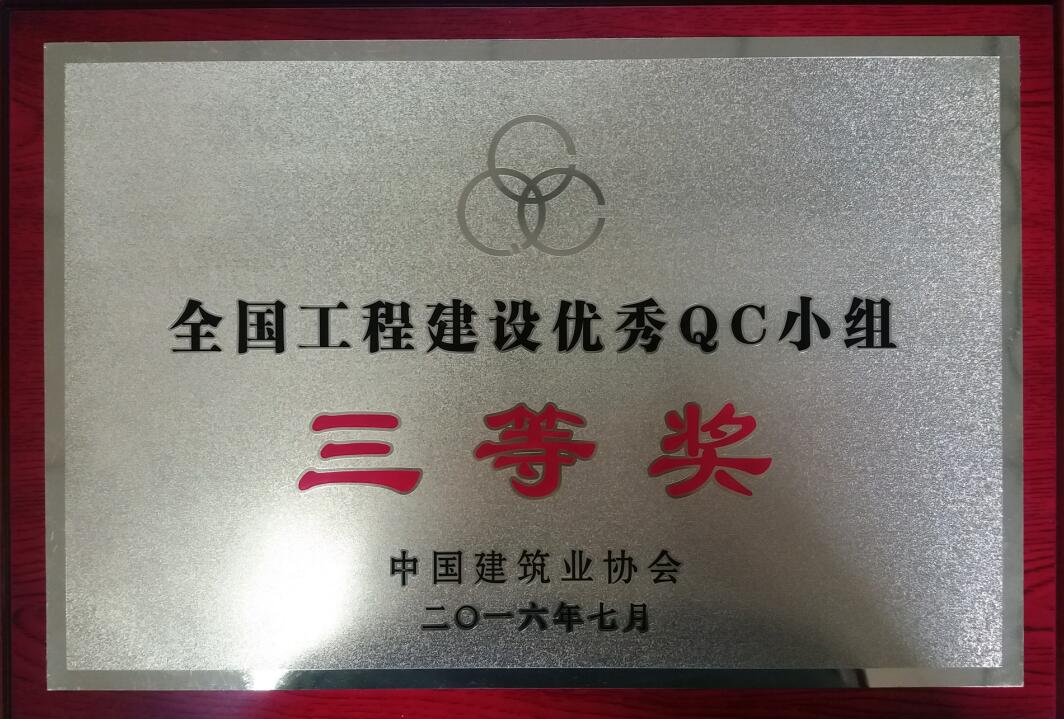 全国工程建设优秀QC小组
三等奖
中国建筑业协会
二〇一六年七月